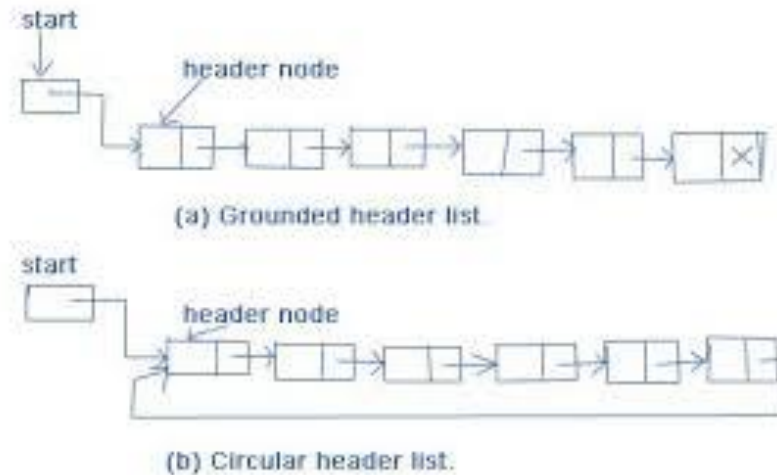 start
header node
(a) Grounded header list.
start
header node
(b) Circular header list.